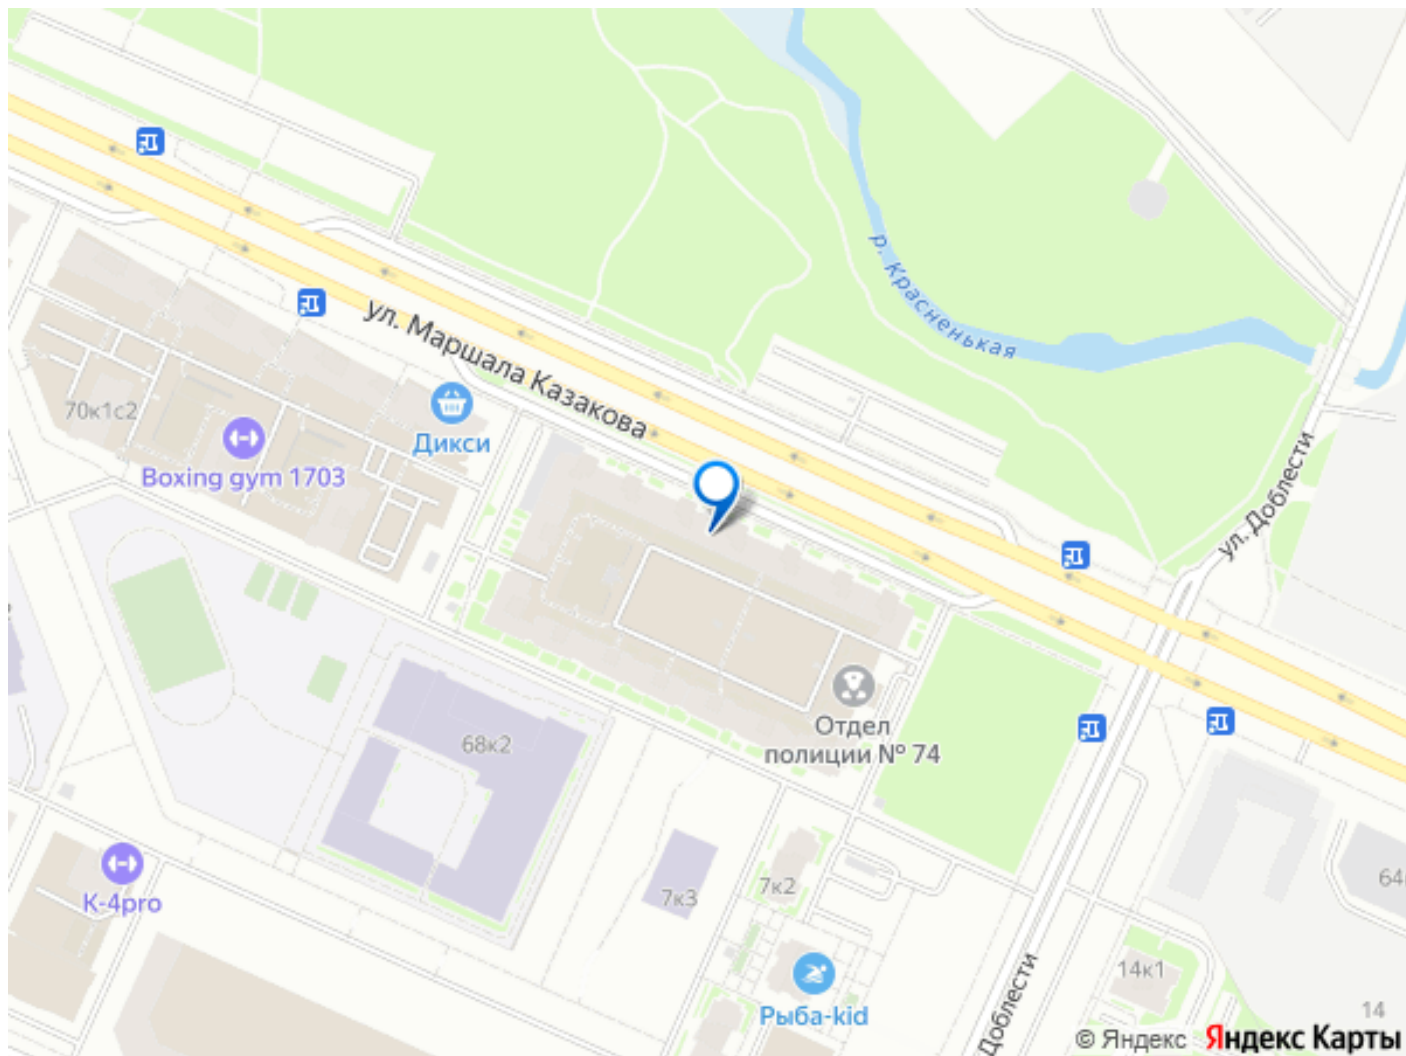 р. Красненькая
ул. Маршала Казакова
70к1с2
Дикси
Boxing gym 1703
ул. Доблести
Отдел
полиции № 74
68к2
K-4pro
7к3
7к2
Рыба-kid
Доблести
14к1
14
© Яндекс Яндекс Карты